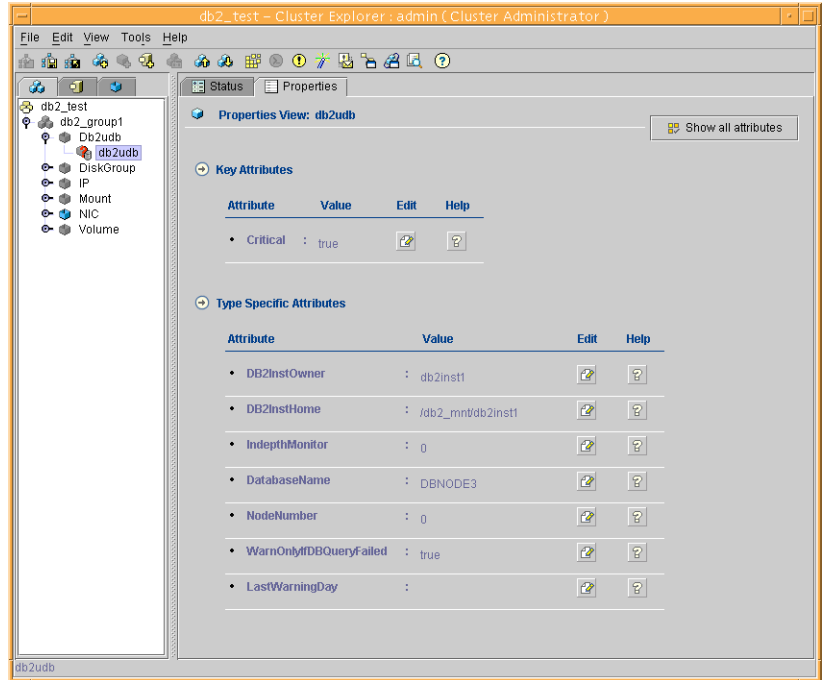 db2_test – Cluster Explorer : admin ( Cluster Administrator )
File Edit View Tools Help
Status Properties
db2_test
db2_group1
Db2udb
db2udb
DiskGroup
IP
Mount
NIC
Volume
Properties View: db2udb
Show all attributes
Key Attributes
Attribute Value Edit Help
• Critical : true
Type Specific Attributes
Attribute Value Edit Help
• DB2InstOwner : db2inst1
• DB2InstHome : /db2_mnt/db2inst1
• IndepthMonitor : 0
• DatabaseName : DBNODE3
• NodeNumber : 0
• WarnOnlyIfDBQueryFailed : true
• LastWarningDay :
db2udb